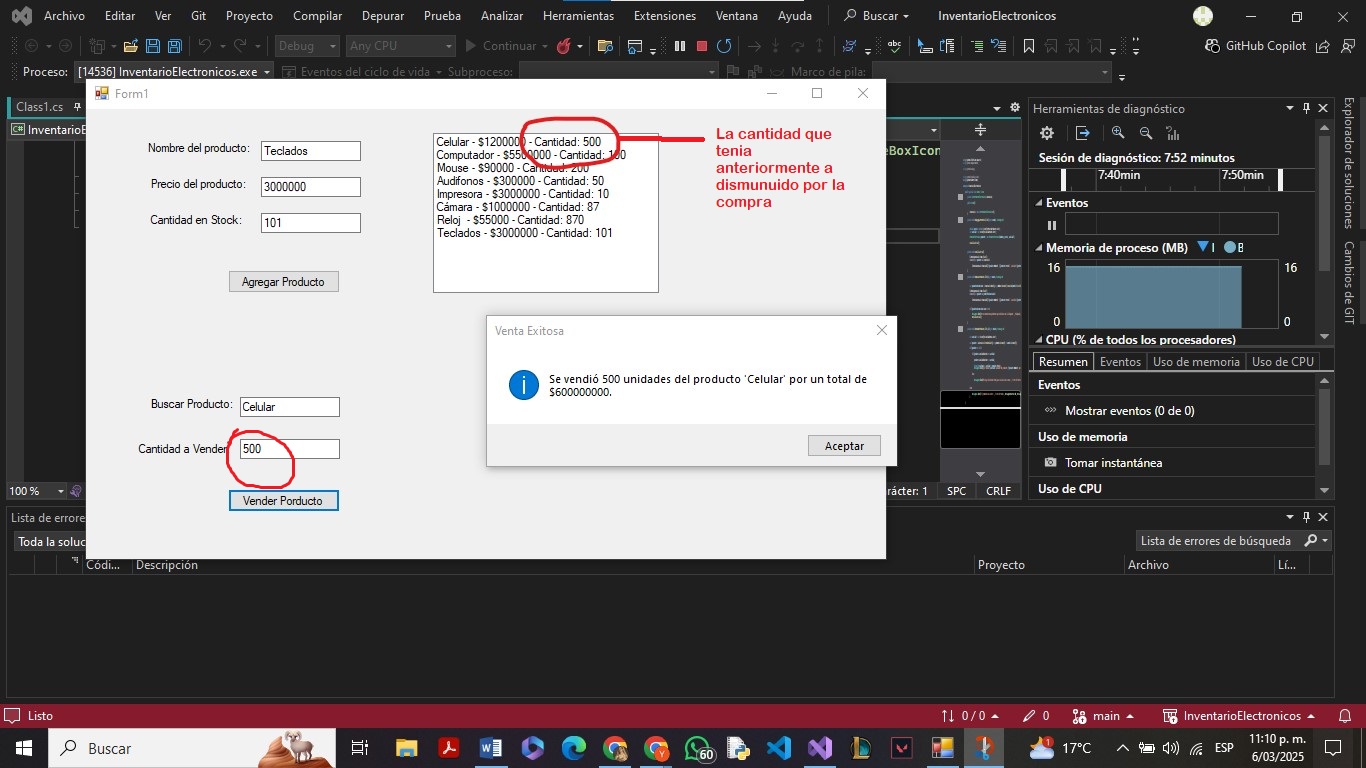 Archivo Editar Ver Git Proyecto Compilar Depurar Prueba Analizar Herramientas Extensiones Ventana Ayuda Buscar InventarioElectronicos
Debug Any CPU Continuar GitHub Copilot
Proceso: [14536] InventarioElectronicos.exe Eventos del ciclo de vida Subproceso: Marco de pila:
Class1.cs
Form1
C# InventarioE
eBoxIcon
Nombre del producto: Teclados
Precio del producto: 3000000
Cantidad en Stock: 101
Agregar Producto
Celular - $1200000 - Cantidad: 500
Computador - $5500000 - Cantidad: 100
Mouse - $90000 - Cantidad: 200
Audifonos - $300000 - Cantidad: 50
Impresora - $3000000 - Cantidad: 10
Cámara - $1000000 - Cantidad: 87
Reloj - $55000 - Cantidad: 870
Teclados - $3000000 - Cantidad: 101
La cantidad que
tenia
anteriormente a
dismunuido por la
compra
Buscar Producto: Celular
Cantidad a Vender 500
Vender Porducto
Venta Exitosa
Se vendió 500 unidades del producto 'Celular' por un total de
$600000000.
Aceptar
Herramientas de diagnóstico
Sesión de diagnóstico: 7:52 minutos
7:40min 7:50min
Eventos
Memoria de proceso (MB) I B
16 16
0 0
CPU (% de todos los procesadores)
Resumen Eventos Uso de memoria Uso de CPU
Eventos
Mostrar eventos (0 de 0)
Uso de memoria
Tomar instantánea
Uso de CPU
Explorador de soluciones
Cambios de GIT
100 %
arácter: 1 SPC CRLF
Lista de errore
Toda la soluc
Lista de errores de búsqueda
Códi... Descripción Proyecto Archivo Lí...
Listo 0 / 0 0 main InventarioElectronicos
Buscar
60
1
17°C ESP
11:10 p. m.
6/03/2025